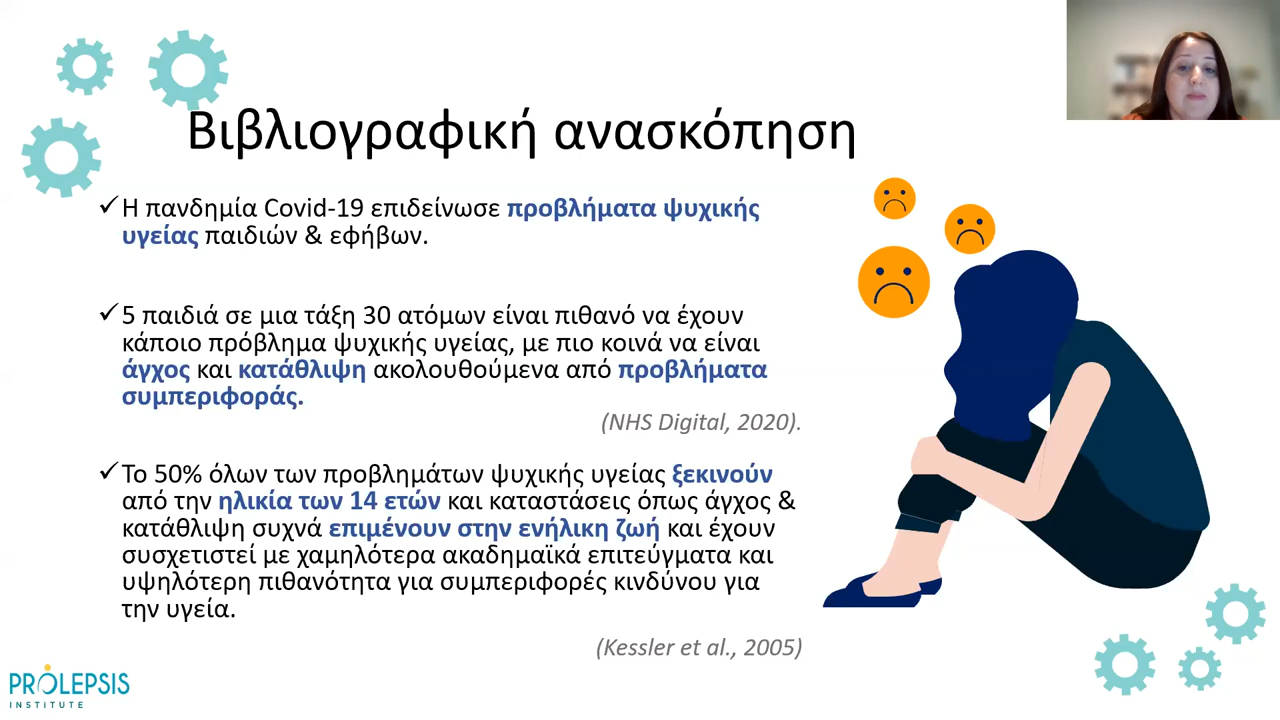 Βιβλιογραφική ανασκόπηση
✓Η πανδημία Covid-19 επιδείνωσε προβλήματα ψυχικής
υγείας παιδιών & εφήβων.
✓5 παιδιά σε μια τάξη 30 ατόμων είναι πιθανό να έχουν
κάποιο πρόβλημα ψυχικής υγείας, με πιο κοινά να είναι
άγχος και κατάθλιψη ακολουθούμενα από προβλήματα
συμπεριφοράς.
(NHS Digital, 2020).
✓Το 50% όλων των προβλημάτων ψυχικής υγείας ξεκινούν
από την ηλικία των 14 ετών και καταστάσεις όπως άγχος &
κατάθλιψη συχνά επιμένουν στην ενήλικη ζωή και έχουν
συσχετιστεί με χαμηλότερα ακαδημαϊκά επιτεύγματα και
υψηλότερη πιθανότητα για συμπεριφορές κινδύνου για
την υγεία.
(Kessler et al., 2005)
PROLEPSIS
INSTITUTE